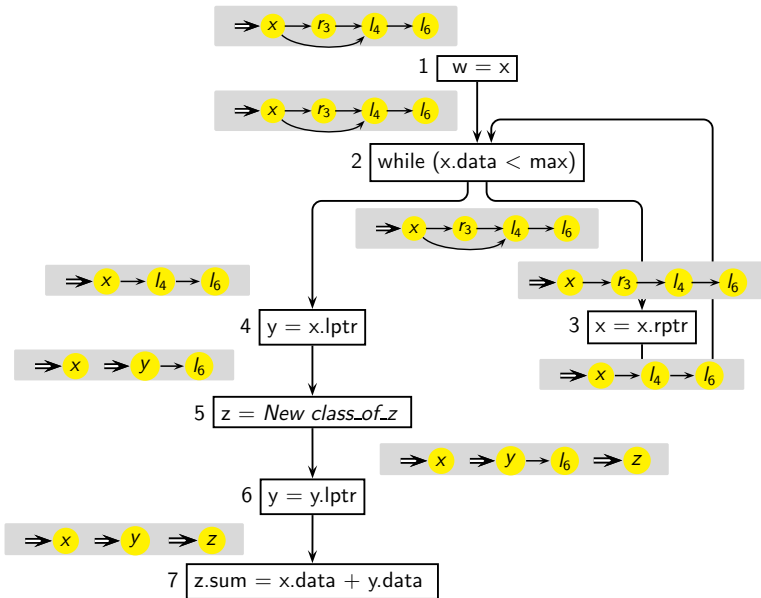 ⇒ x → r₃ → l₄ → l₆
1 w = x
⇒ x → r₃ → l₄ → l₆
2 while (x.data < max)
⇒ x → r₃ → l₄ → l₆
⇒ x → l₄ → l₆
⇒ x → r₃ → l₄ → l₆
4 y = x.lptr
3 x = x.rptr
⇒ x ⇒ y → l₆
⇒ x → l₄ → l₆
5 z = New class_of_z
⇒ x ⇒ y → l₆ ⇒ z
6 y = y.lptr
⇒ x ⇒ y ⇒ z
7 z.sum = x.data + y.data